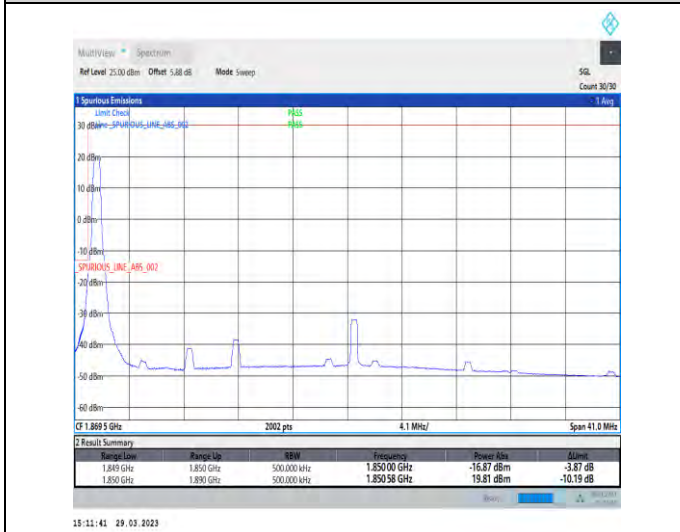 MultiView Spectrum
Ref Level 25.00 dBm Offset 5.88 dB Mode Sweep SGL
Count 30/30
1 Spurious Emissions 1 Avg
Limit Check PASS
30 dBm Line _SPURIOUS_LINE_ABS_002 PASS
20 dBm
10 dBm
0 dBm
-10 dBm
_SPURIOUS_LINE_ABS_002
-20 dBm
-30 dBm
-40 dBm
-50 dBm
-60 dBm
CF 1.869 5 GHz 2002 pts 4.1 MHz/ Span 41.0 MHz
2 Result Summary
Range Low Range Up RBW Frequency Power Abs ΔLimit
1.849 GHz 1.850 GHz 500.000 kHz 1.850 00 GHz -16.87 dBm -3.87 dB
1.850 GHz 1.890 GHz 500.000 kHz 1.850 58 GHz 19.81 dBm -10.19 dB
15:11:41 29.03.2023